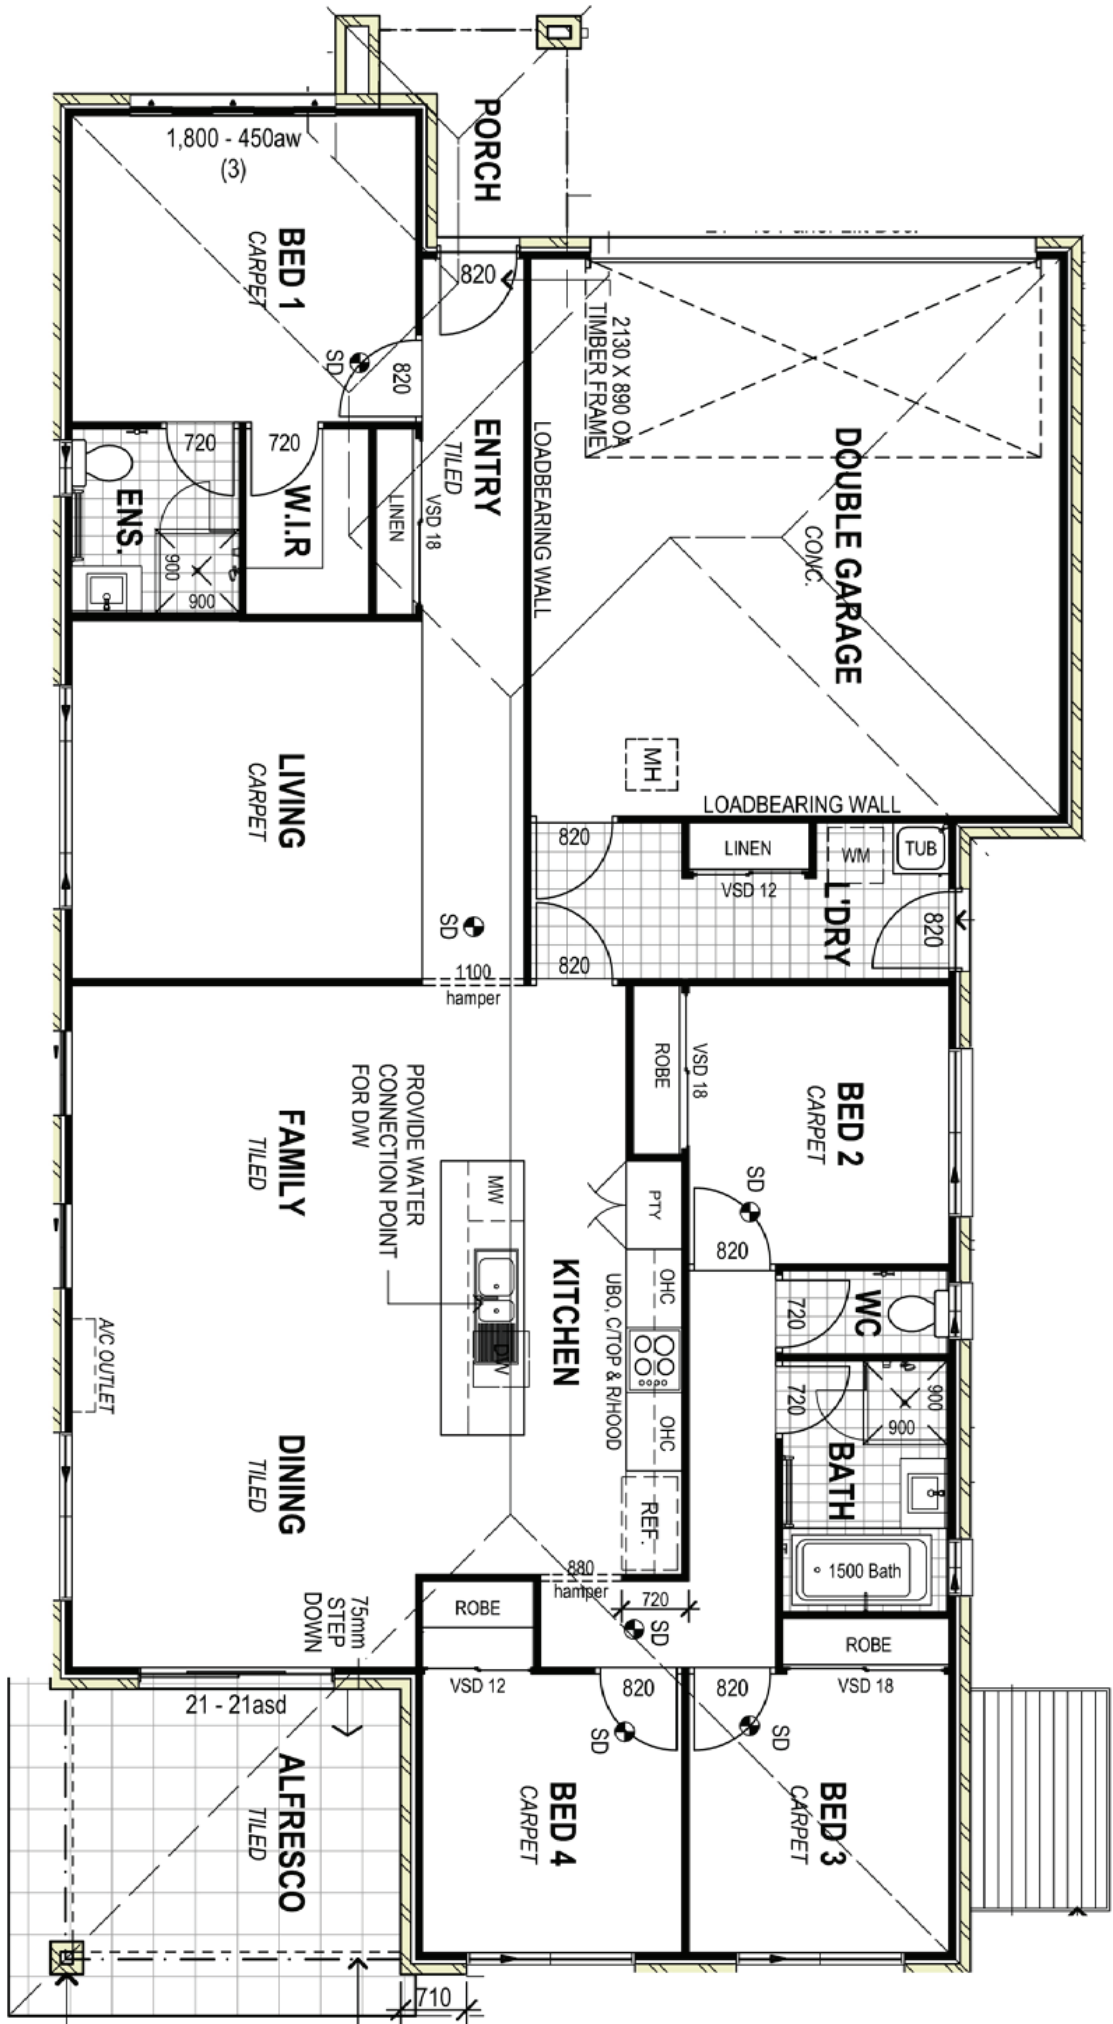 PORCH
1,800 - 450aw
(3)
BED 1
CARPET
820
2130 X 890 OA
TIMBER FRAME
SD
820
ENTRY
TILED
LOADBEARING WALL
DOUBLE GARAGE
CONC.
720
720
ENS.
W.I.R
LINEN
VSD 18
900
900
LIVING
CARPET
MH
LOADBEARING WALL
820
LINEN
WM
TUB
VSD 12
L'DRY
820
SD
820
1100
hamper
ROBE
VSD 18
BED 2
CARPET
PROVIDE WATER
CONNECTION POINT
FOR D/W
FAMILY
TILED
MW
PTY
SD
820
KITCHEN
UBO, C/TOP & R/HOOD
OHC
720
WC
DW
A/C OUTLET
OHC
720
900
900
BATH
DINING
TILED
REF.
880
hamper
1500 Bath
75mm
STEP
DOWN
ROBE
720
SD
ROBE
21 - 21asd
VSD 12
820
820
VSD 18
SD
SD
ALFRESCO
TILED
BED 4
CARPET
BED 3
CARPET
710